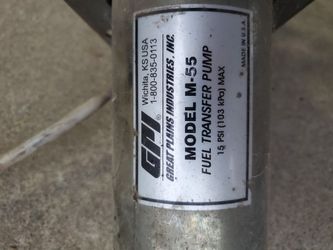 Wichita, KS USA
1-800-835-0113
GPI
GREAT PLAINS INDUSTRIES, INC.
MODEL M-55
FUEL TRANSFER PUMP
15 PSI (103 kPa) MAX
MADE IN U.S.A.